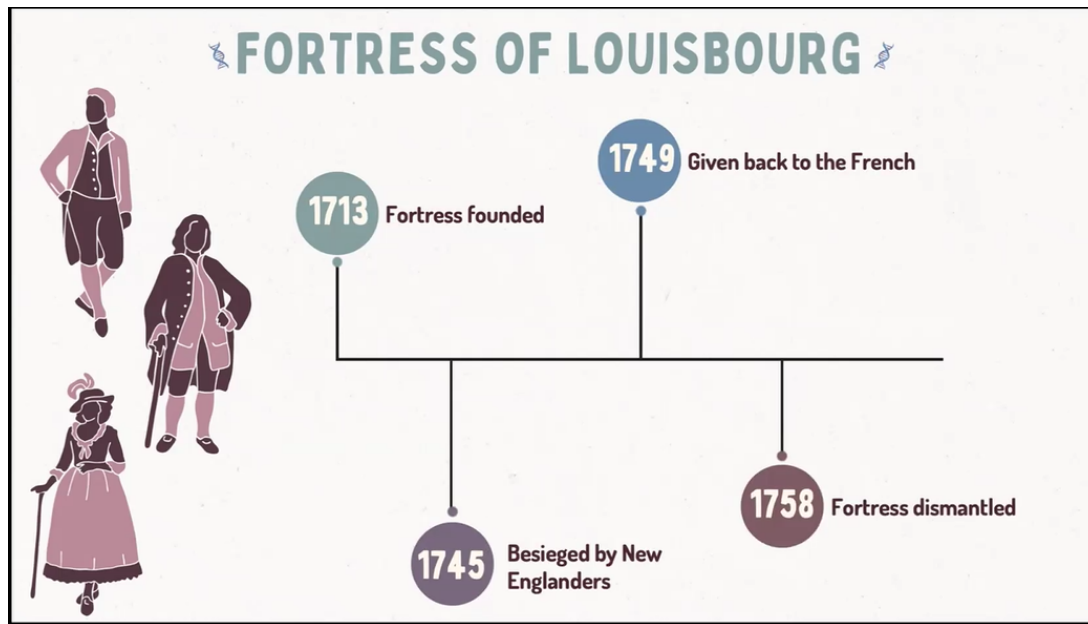 FORTRESS OF LOUISBOURG
1713 Fortress founded
1745 Besieged by New
Englanders
1749 Given back to the French
1758 Fortress dismantled